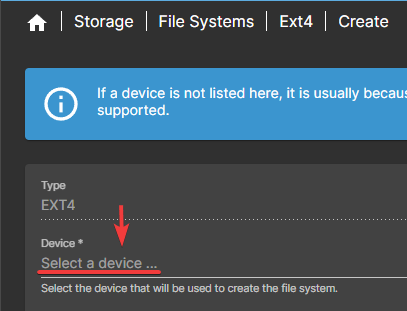 Storage | File Systems | Ext4 | Create
If a device is not listed here, it is usually becau
supported.
Type
EXT4
Device *
Select a device ...
Select the device that will be used to create the file system.